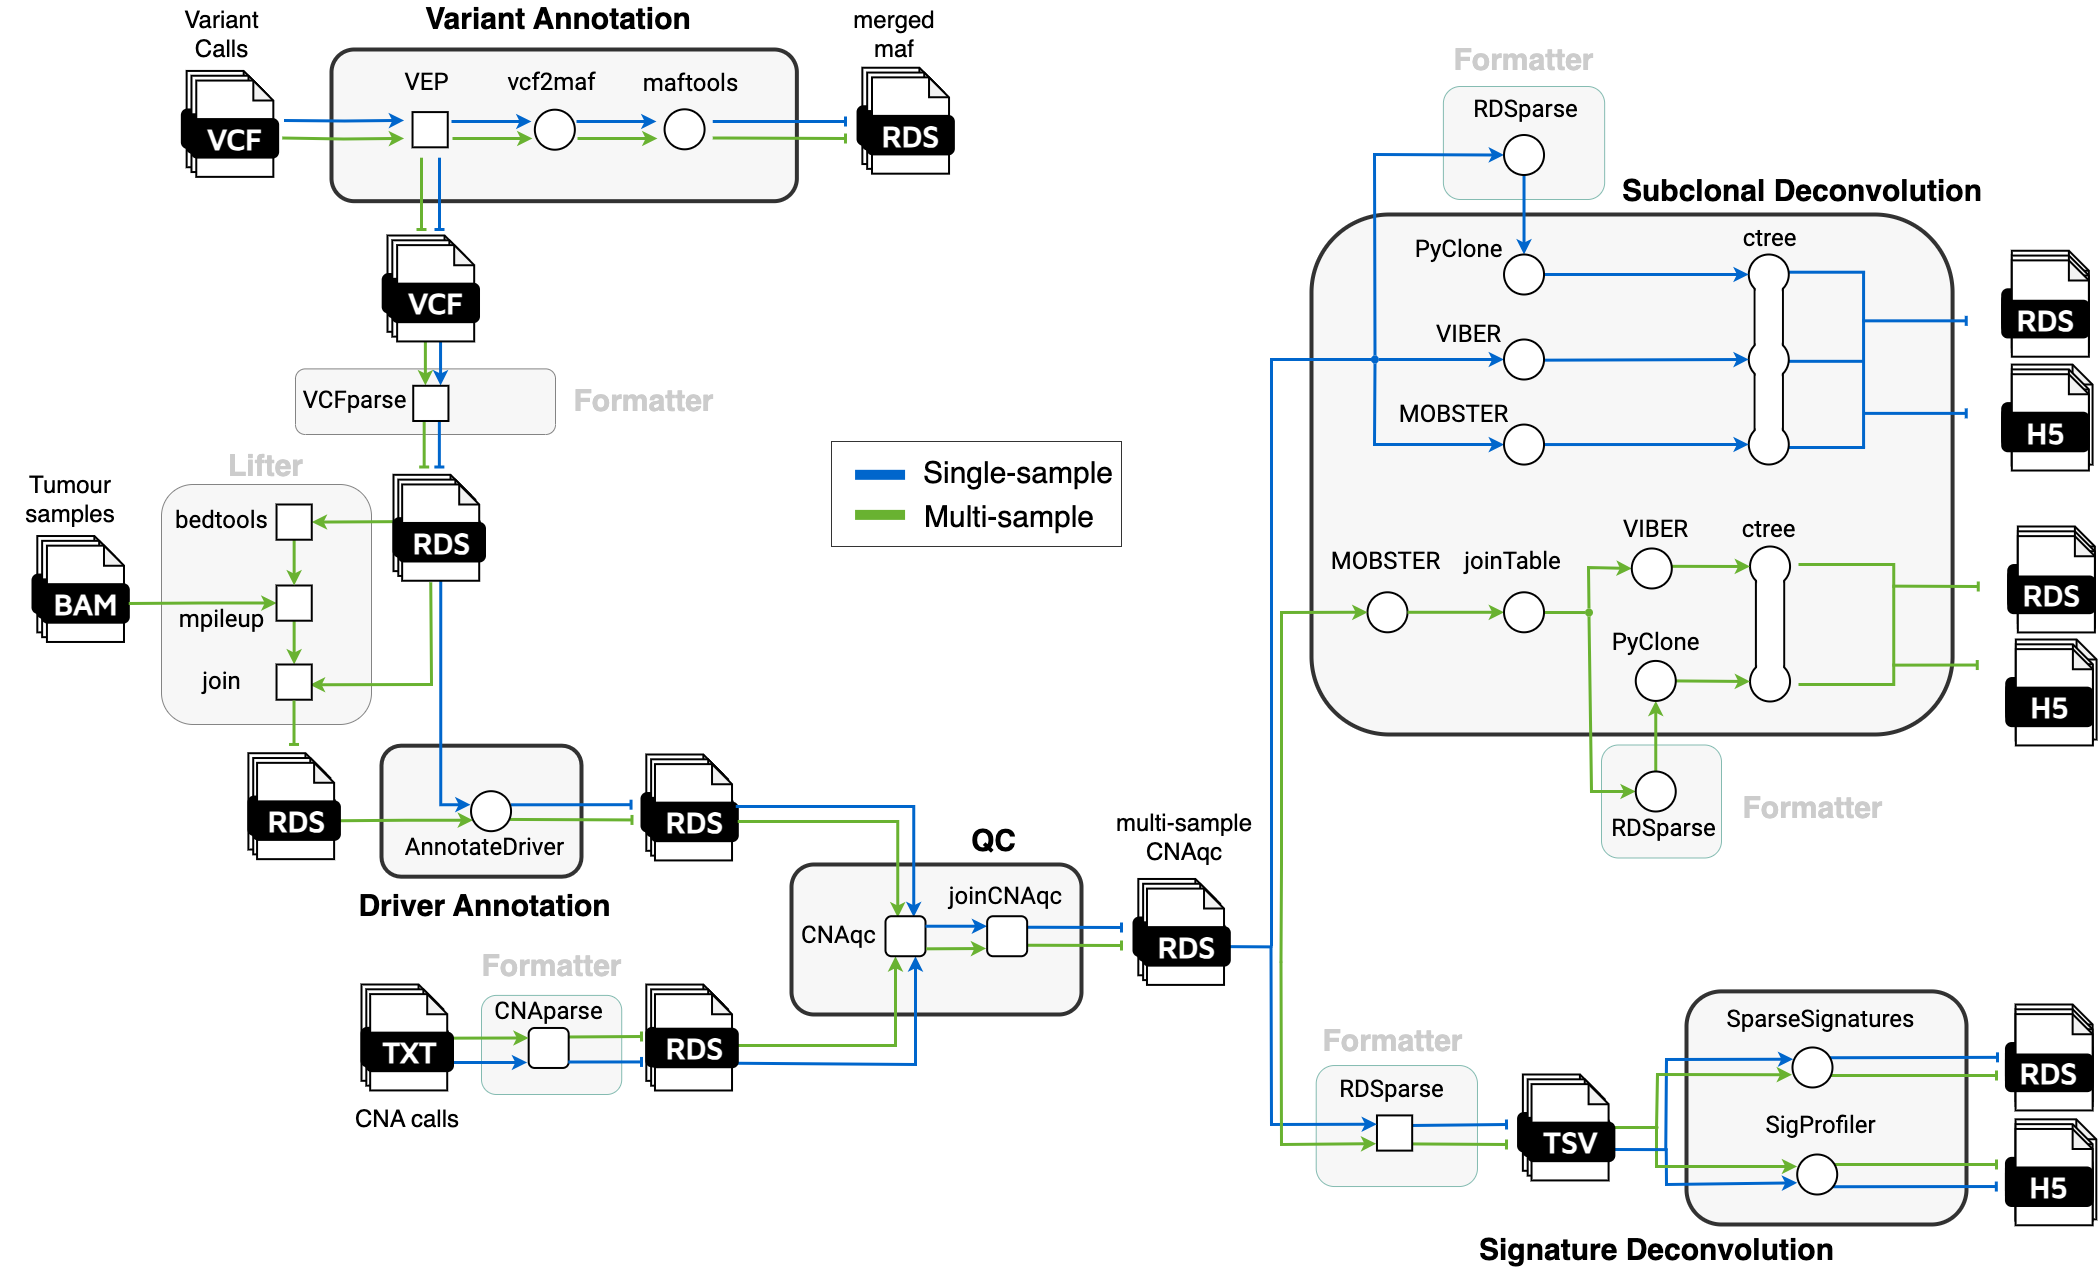 Variant
Calls
VCF
Variant Annotation
VEP
vcf2maf
maftools
merged
maf
RDS
VCF
VCFparse
Formatter
Lifter
Tumour
samples
BAM
bedtools
mpileup
join
RDS
RDS
AnnotateDriver
Driver Annotation
RDS
Formatter
CNAparse
TXT
CNA calls
RDS
QC
CNAqc
joinCNAqc
multi-sample
CNAqc
RDS
Single-sample
Multi-sample
Formatter
RDSparse
Subclonal Deconvolution
PyClone
ctree
VIBER
MOBSTER
RDS
H5
MOBSTER
joinTable
VIBER
ctree
PyClone
RDSparse
Formatter
RDS
H5
Formatter
RDSparse
TSV
SparseSignatures
SigProfiler
RDS
H5
Signature Deconvolution